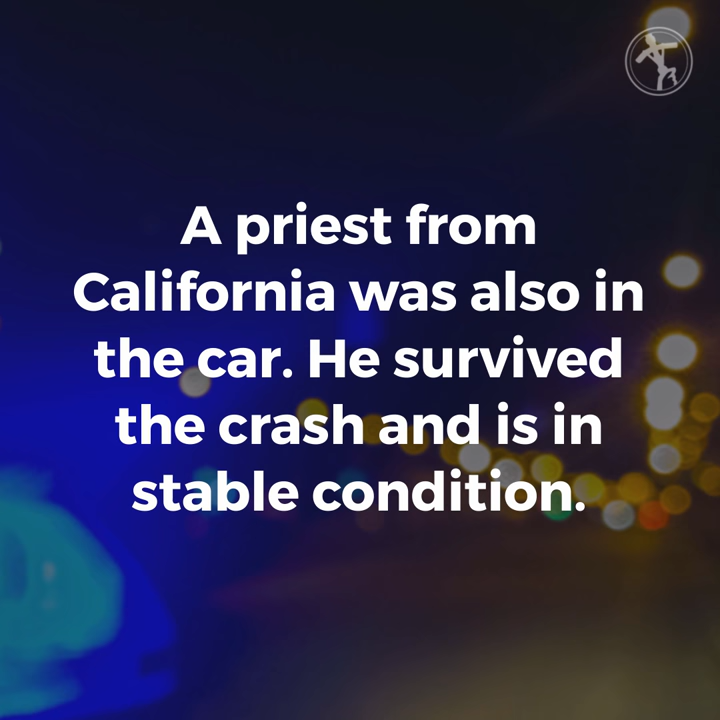 A priest from
California was also in
the car. He survived
the crash and is in
stable condition.